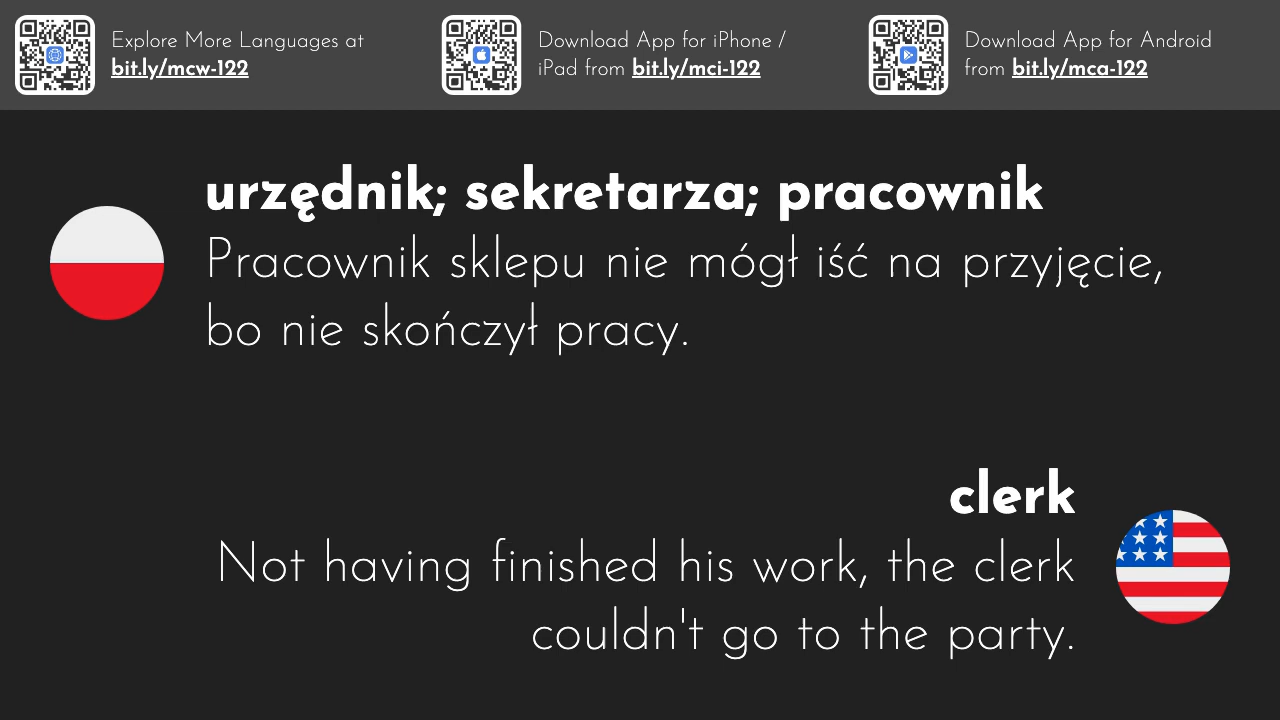 Explore More Languages at
bit.ly/mcw-122
Download App for iPhone /
iPad from bit.ly/mci-122
Download App for Android
from bit.ly/mca-122
urzędnik; sekretarza; pracownik
Pracownik sklepu nie mógł iść na przyjęcie,
bo nie skończył pracy.
clerk
Not having finished his work, the clerk
couldn't go to the party.